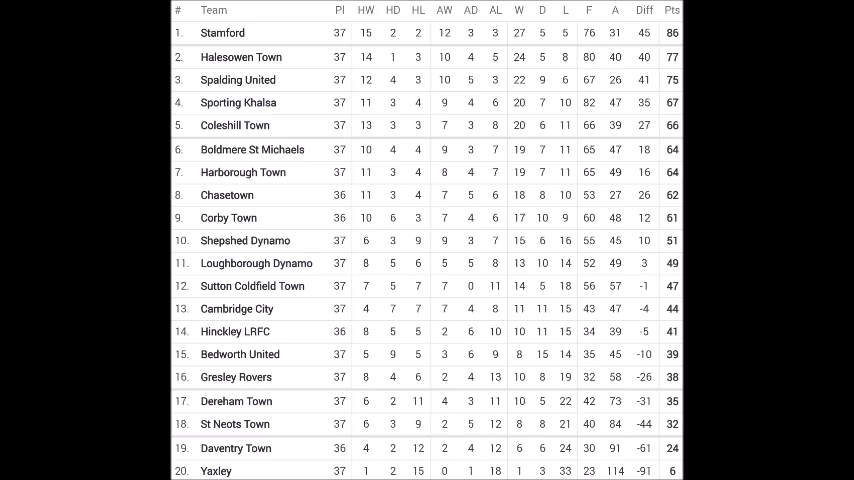 # Team Pl HW HD HL AW AD AL W D L F A Diff Pts
1. Stamford 37 15 2 2 12 3 3 27 5 5 76 31 45 86
2. Halesowen Town 37 14 1 3 10 4 5 24 5 8 80 40 40 77
3. Spalding United 37 12 4 3 10 5 3 22 9 6 67 26 41 75
4. Sporting Khalsa 37 11 3 4 9 4 6 20 7 10 82 47 35 67
5. Coleshill Town 37 13 3 3 7 3 8 20 6 11 66 39 27 66
6. Boldmere St Michaels 37 10 4 4 9 3 7 19 7 11 65 47 18 64
7. Harborough Town 37 11 3 4 8 4 7 19 7 11 65 49 16 64
8. Chasetown 36 11 3 4 7 5 6 18 8 10 53 27 26 62
9. Corby Town 36 10 6 3 7 4 6 17 10 9 60 48 12 61
10. Shepshed Dynamo 37 6 3 9 9 3 7 15 6 16 55 45 10 51
11. Loughborough Dynamo 37 8 5 6 5 5 8 13 10 14 52 49 3 49
12. Sutton Coldfield Town 37 7 5 7 7 0 11 14 5 18 56 57 -1 47
13. Cambridge City 37 4 7 7 7 4 8 11 11 15 43 47 -4 44
14. Hinckley LRFC 36 8 5 5 2 6 10 10 11 15 34 39 -5 41
15. Bedworth United 37 5 9 5 3 6 9 8 15 14 35 45 -10 39
16. Gresley Rovers 37 8 4 6 2 4 13 10 8 19 32 58 -26 38
17. Dereham Town 37 6 2 11 4 3 11 10 5 22 42 73 -31 35
18. St Neots Town 37 6 3 9 2 5 12 8 8 21 40 84 -44 32
19. Daventry Town 36 4 2 12 2 4 12 6 6 24 30 91 -61 24
20. Yaxley 37 1 2 15 0 1 18 1 3 33 23 114 -91 6